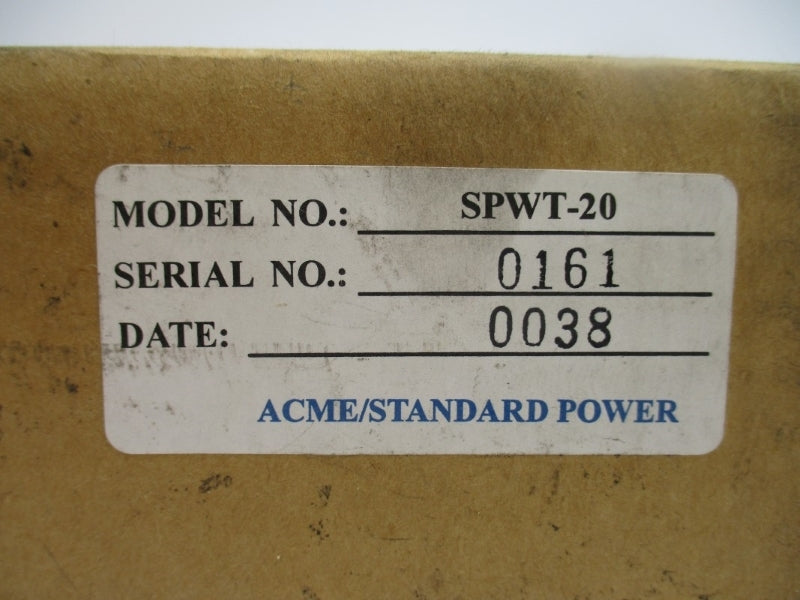 MODEL NO.: SPWT-20
SERIAL NO.: 0161
DATE: 0038
ACME/STANDARD POWER